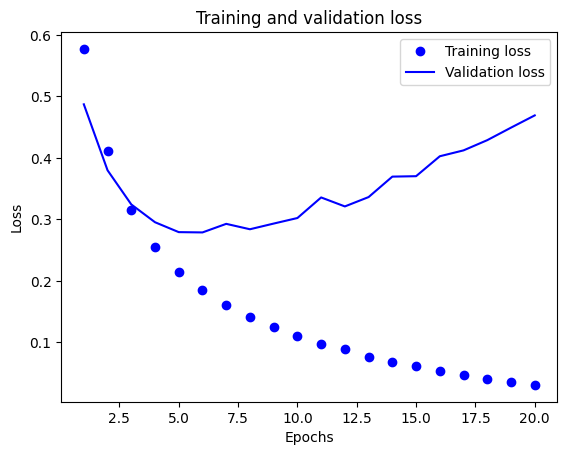 Training and validation loss
Training loss
Validation loss
0.6
0.5
0.4
0.3
0.2
0.1
Loss
2.5 5.0 7.5 10.0 12.5 15.0 17.5 20.0
Epochs